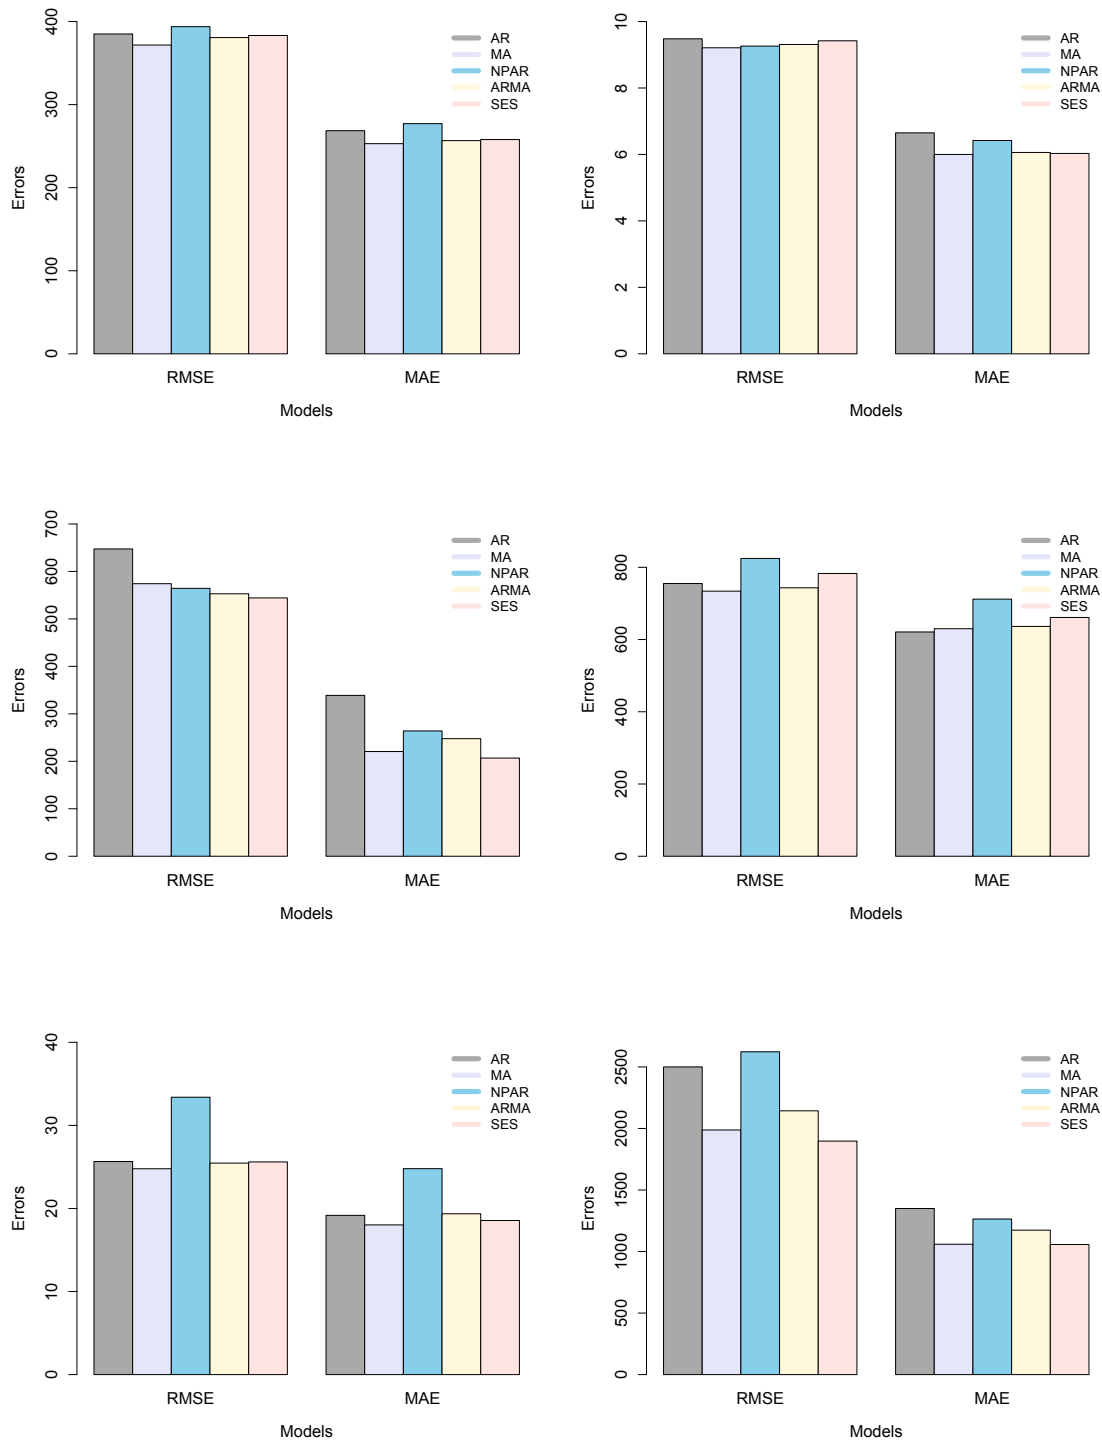 400
300
200
100
0
Errors
AR
MA
NPAR
ARMA
SES
RMSE
MAE
Models
10
8
6
4
2
0
Errors
AR
MA
NPAR
ARMA
SES
RMSE
MAE
Models
700
600
500
400
300
200
100
0
Errors
AR
MA
NPAR
ARMA
SES
RMSE
MAE
Models
800
600
400
200
0
Errors
AR
MA
NPAR
ARMA
SES
RMSE
MAE
Models
40
30
20
10
0
Errors
AR
MA
NPAR
ARMA
SES
RMSE
MAE
Models
2500
2000
1500
1000
500
0
Errors
AR
MA
NPAR
ARMA
SES
RMSE
MAE
Models